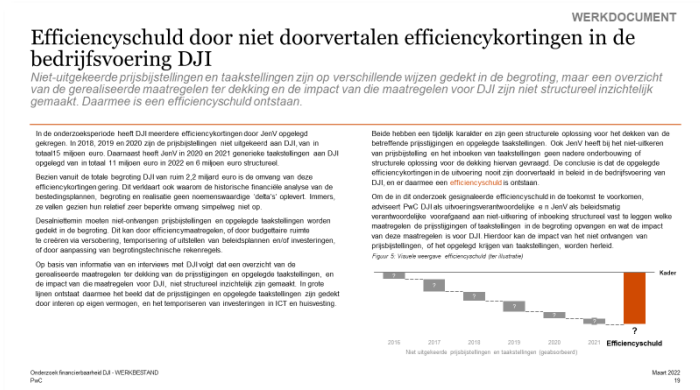 WERKDOCUMENT
Efficiencyschuld door niet doorvertalen efficiencykortingen in de
bedrijfsvoering DJI
Niet-uitgekeerde prijsbijstellingen en taakstellingen zijn op verschillende wijzen gedekt in de begroting, maar een overzicht
van de gerealiseerde maatregelen ter dekking en de impact van die maatregelen voor DJI zijn niet structureel inzichtelijk
gemaakt. Daarmee is een efficiencyschuld ontstaan.
In de onderzoeksperiode heeft DJI meerdere efficiencykortingen door JenV opgelegd
gekregen. In 2018, 2019 en 2020 zijn de prijsbijstellingen niet uitgekeerd aan DJI, van in
totaal15 miljoen euro. Daarnaast heeft JenV in 2020 en 2021 generieke taakstellingen aan DJI
opgelegd van in totaal 11 miljoen euro in 2022 en 6 miljoen euro structureel.
Bezien vanuit de totale begroting DJI van ruim 2,2 miljard euro is de omvang van deze
efficiencykortingen gering. Dit verklaart ook waarom de historische financiële analyse van de
bestedingsplannen, begroting en realisatie geen noemenswaardige 'delta's' oplevert. Immers,
ze vallen gezien hun relatief zeer beperkte omvang simpelweg niet op.
Desalniettemin moeten niet-ontvangen prijsbijstellingen en opgelegde taakstellingen worden
gedekt in de begroting. Dit kan door efficiencymaatregelen, of door budgettaire ruimte
te creëren via versobering, temporisering of uitstellen van beleidsplannen en/of investeringen,
of door aanpassing van begrotingstechnische rekenregels.
Op basis van informatie van en interviews met DJI volgt dat een overzicht van de
gerealiseerde maatregelen ter dekking van de prijsstijgingen en opgelegde taakstellingen, en
de impact van die maatregelen voor DJI, niet structureel inzichtelijk zijn gemaakt. In grote
lijnen ontstaat daarmee het beeld dat de prijsstijgingen en opgelegde taakstellingen zijn gedekt
door interen op eigen vermogen, en het temporiseren van investeringen in ICT en huisvesting.
Beide hebben een tijdelijk karakter en zijn geen structurele oplossing voor het dekken van de
betreffende prijsstijgingen en opgelegde taakstellingen. Ook JenV heeft bij het niet-uitkeren
van prijsbijstelling en het inboeken van taakstellingen geen nadere onderbouwing of
structurele oplossing voor de dekking hiervan gevraagd. De conclusie is dat de opgelegde
efficiencykortingen in de uitvoering nooit zijn doorvertaald in beleid in de bedrijfsvoering van
DJI, en er daarmee een efficiencyschuld is ontstaan.
Om de in dit onderzoek gesignaleerde efficiencyschuld in de toekomst te voorkomen,
adviseert PwC DJI als uitvoeringsverantwoordelijke e n JenV als beleidsmatig
verantwoordelijke voorafgaand aan niet-uitkering of inboeking structureel vast te leggen welke
maatregelen de prijsstijgingen of taakstellingen in de begroting opvangen en wat de impact
van deze maatregelen is voor DJI. Hierdoor kan de impact van het niet ontvangen van
prijsbijstellingen, of het opgelegd krijgen van taakstellingen, worden herleid.
Figuur 5: Visuele weergave efficiencyschuld (ter illustratie)
Kader
?
?
?
?
?
?
?
2016 2017 2018 2019 2020 2021 Efficiencyschuld
Niet-uitgekeerde prijsbijstellingen en taakstellingen (geabsorbeerd)
Onderzoek financierbaarheid DJI - WERKBESTAND
PwC
Maart 2022
19